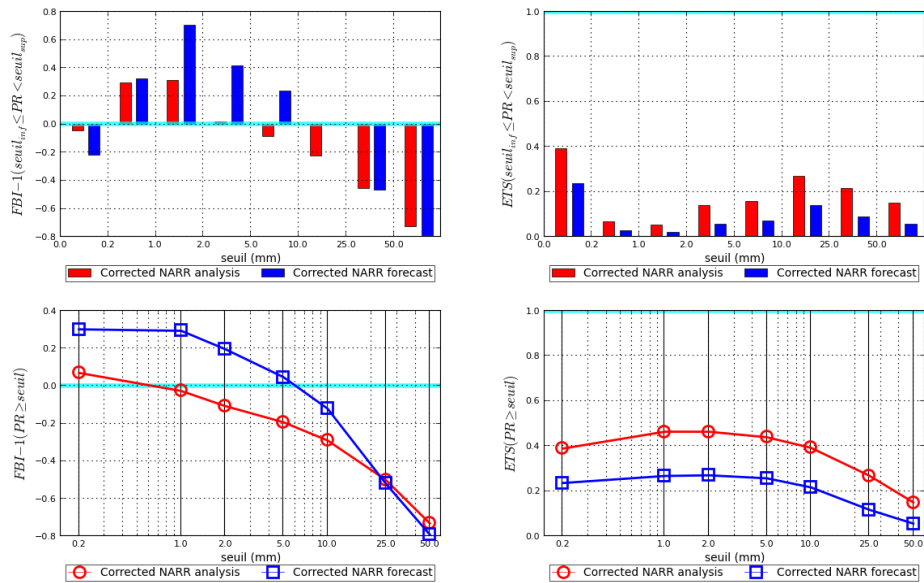 FBI−1(seuil_inf ≤ PR < seuil_sup)
0.8
0.6
0.4
0.2
0.0
−0.2
−0.4
−0.6
−0.8
0.0 0.2 1.0 2.0 5.0 10.0 25.0 50.0
seuil (mm)
Corrected NARR analysis Corrected NARR forecast
ETS(seuil_inf ≤ PR < seuil_sup)
1.0
0.8
0.6
0.4
0.2
0.0
0.0 0.2 1.0 2.0 5.0 10.0 25.0 50.0
seuil (mm)
Corrected NARR analysis Corrected NARR forecast
FBI−1(PR ≥ seuil)
0.4
0.2
0.0
−0.2
−0.4
−0.6
−0.8
0.2 1.0 2.0 5.0 10.0 25.0 50.0
seuil (mm)
Corrected NARR analysis Corrected NARR forecast
ETS(PR ≥ seuil)
1.0
0.8
0.6
0.4
0.2
0.0
0.2 1.0 2.0 5.0 10.0 25.0 50.0
seuil (mm)
Corrected NARR analysis Corrected NARR forecast